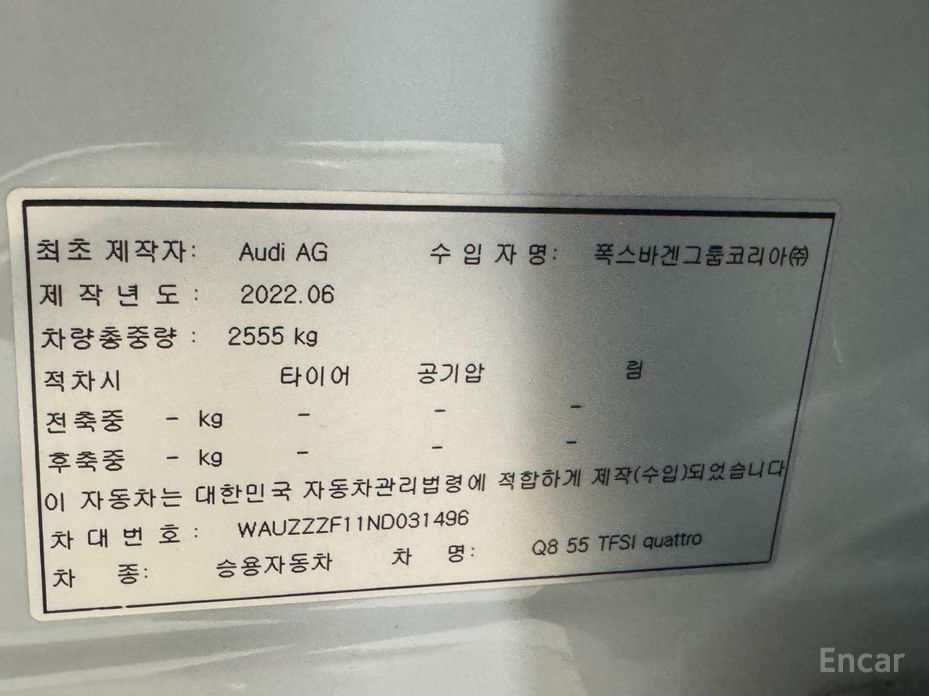 최초 제작자: Audi AG 수 입 자 명: 폭스바겐그룹코리아㈜
제 작 년 도 : 2022.06
차량총중량 : 2555 kg
적차시 타이어 공기압 림
전축중 - kg - - -
후축중 - kg - - -
이 자동차는 대한민국 자동차관리법령에 적합하게 제작(수입)되었습니다
차 대 번 호 : WAUZZZF11ND031496
차 종: 승용자동차 차 명: Q8 55 TFSI quattro
Encar